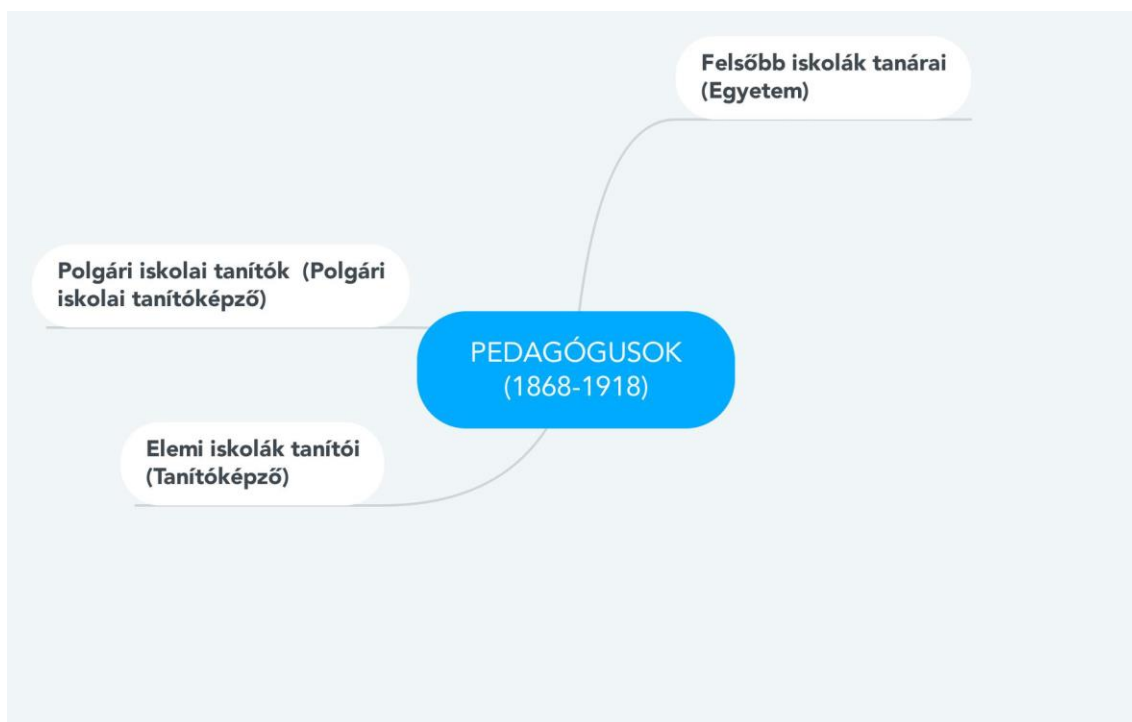 Felsőbb iskolák tanárai
(Egyetem)
Polgári iskolai tanítók (Polgári
iskolai tanítóképző)
PEDAGÓGUSOK
(1868-1918)
Elemi iskolák tanítói
(Tanítóképző)